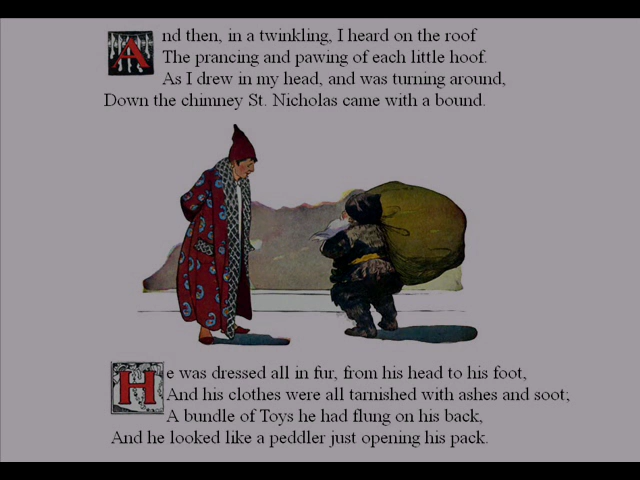 And then, in a twinkling, I heard on the roof
The prancing and pawing of each little hoof.
As I drew in my head, and was turning around,
Down the chimney St. Nicholas came with a bound.
He was dressed all in fur, from his head to his foot,
And his clothes were all tarnished with ashes and soot;
A bundle of Toys he had flung on his back,
And he looked like a peddler just opening his pack.